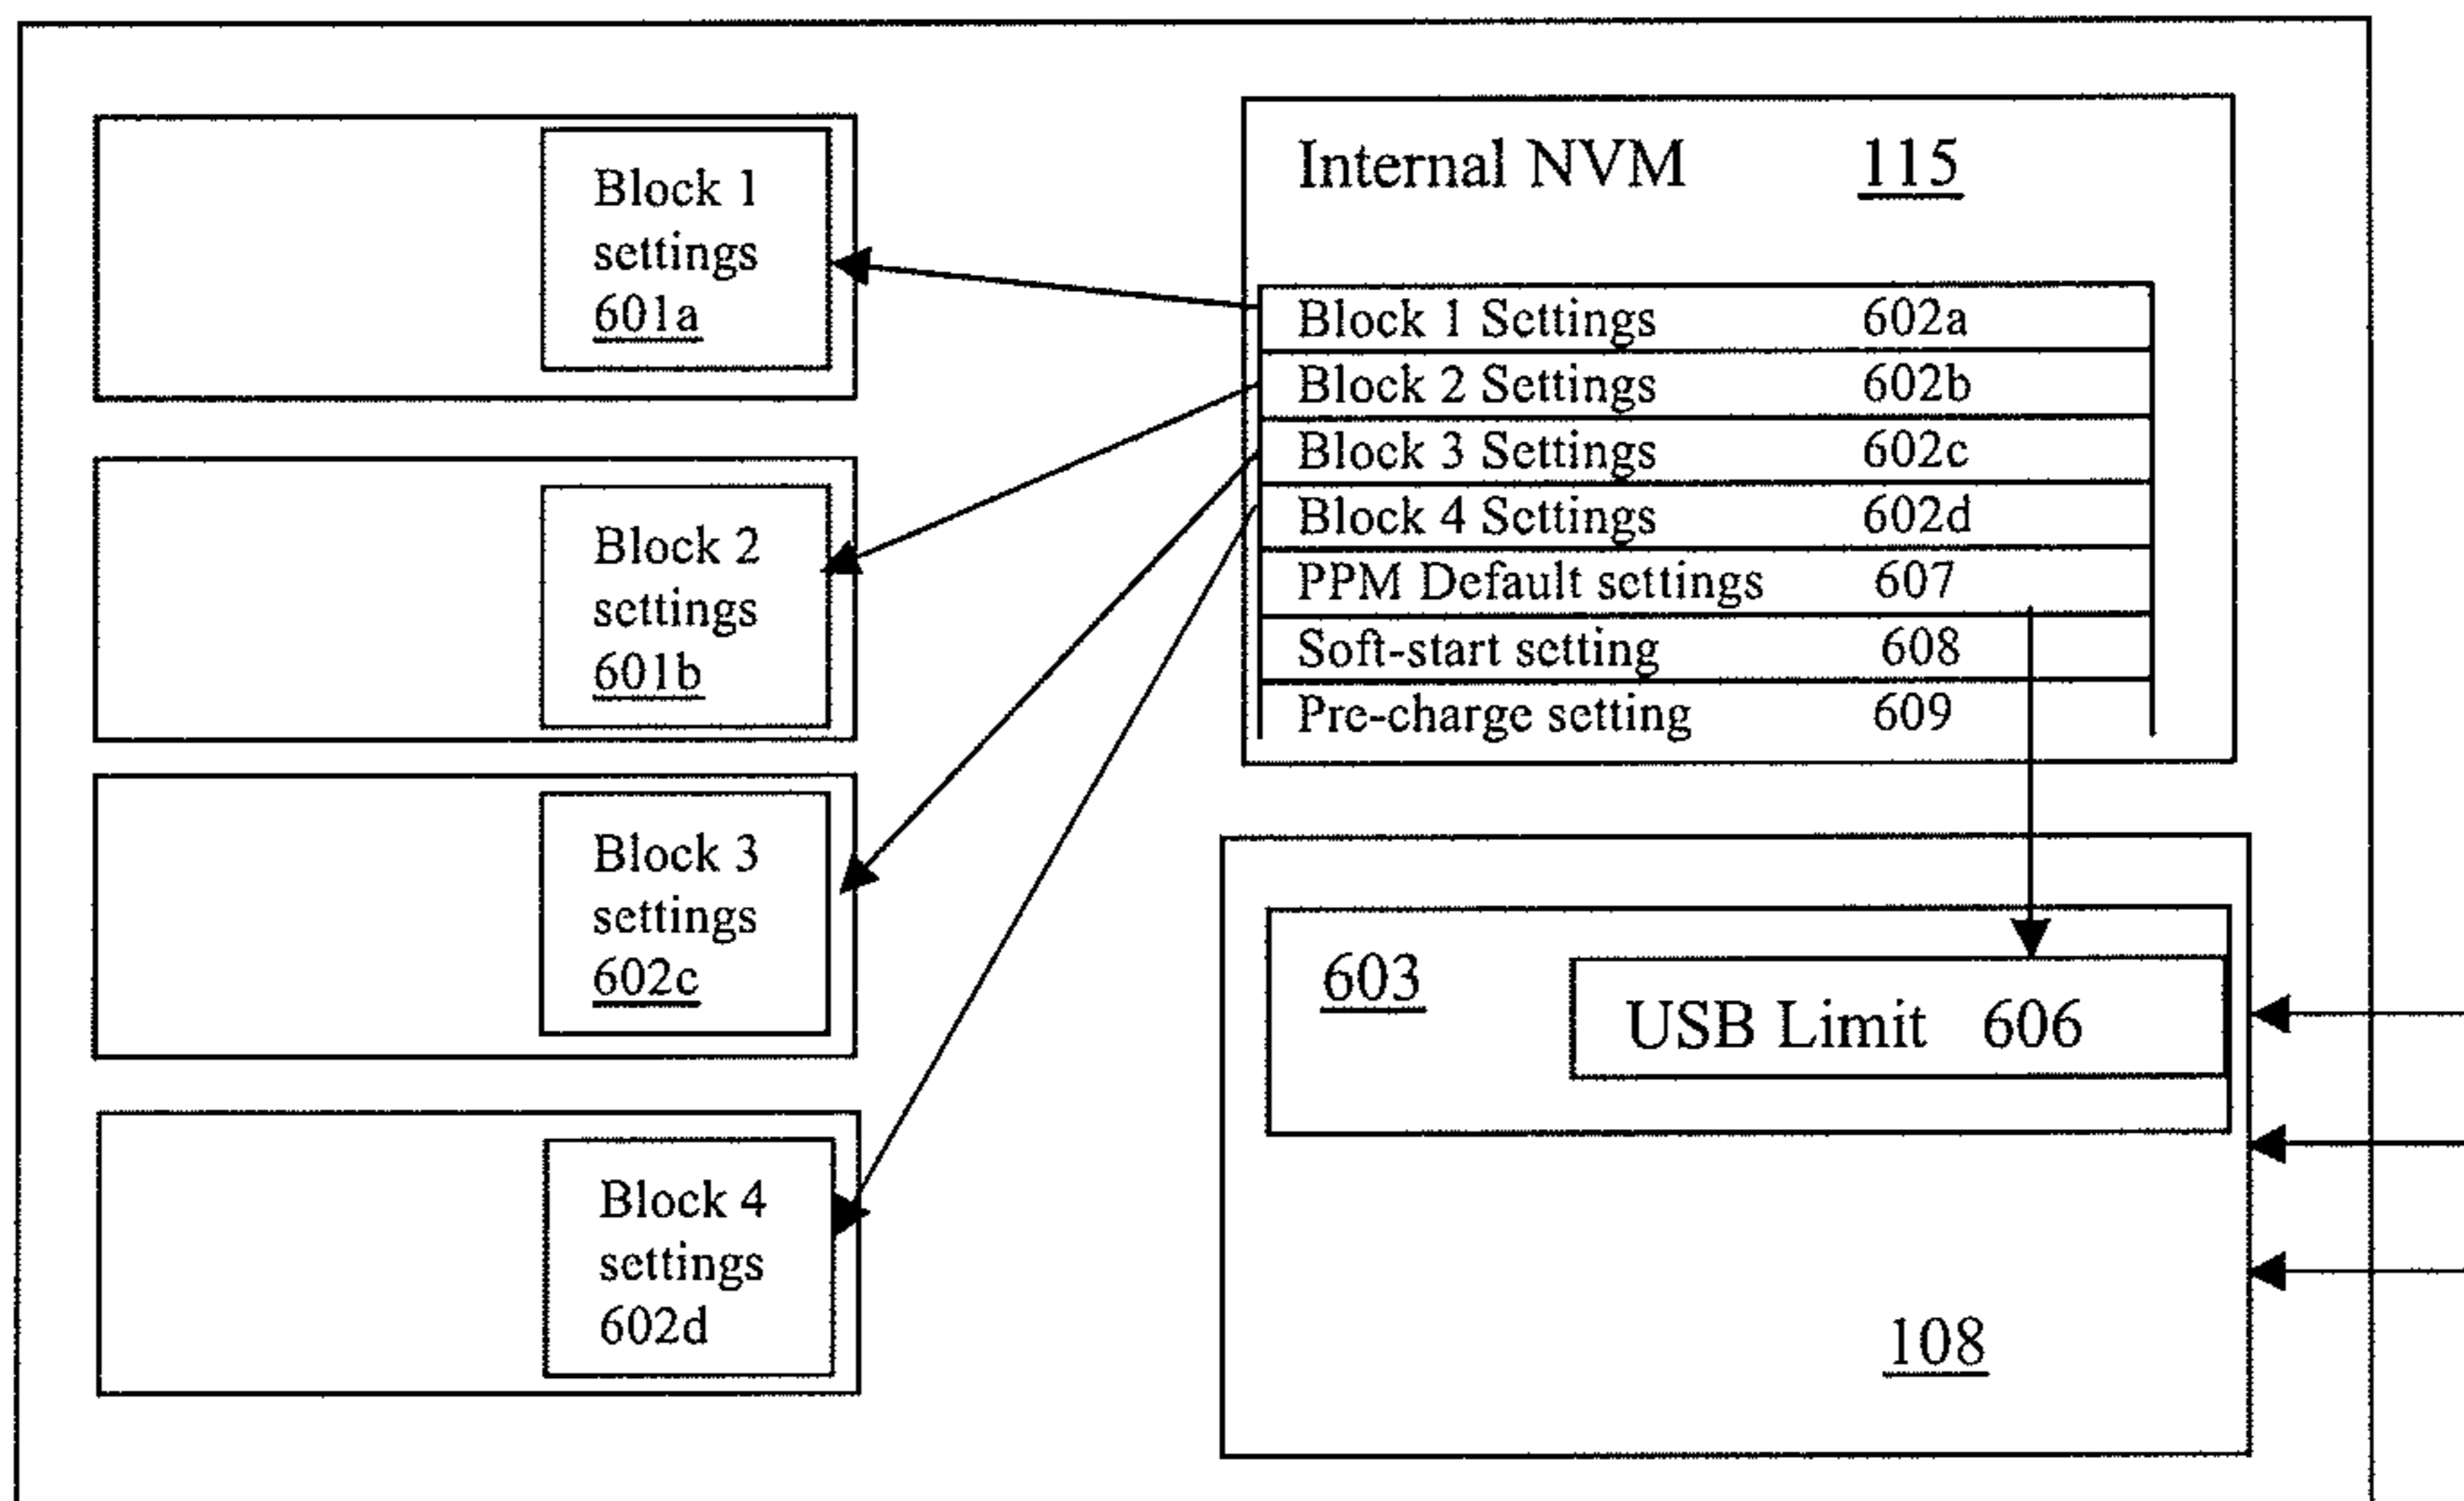 Block 1
settings
601a
Block 2
settings
601b
Block 3
settings
602c
Block 4
settings
602d
Internal NVM 115
Block 1 Settings 602a
Block 2 Settings 602b
Block 3 Settings 602c
Block 4 Settings 602d
PPM Default settings 607
Soft-start setting 608
Pre-charge setting 609
603
USB Limit 606
108